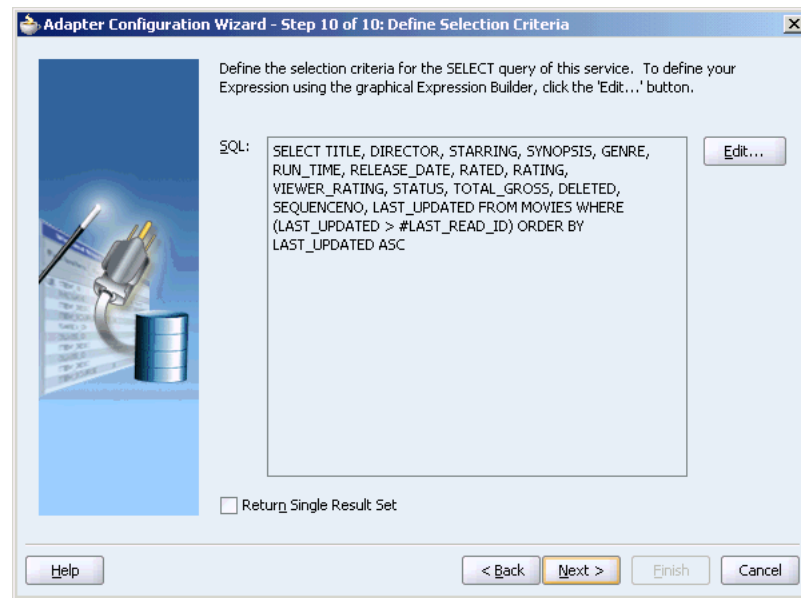 Adapter Configuration Wizard - Step 10 of 10: Define Selection Criteria
Define the selection criteria for the SELECT query of this service. To define your
Expression using the graphical Expression Builder, click the 'Edit...' button.
SQL:
SELECT TITLE, DIRECTOR, STARRING, SYNOPSIS, GENRE,
RUN_TIME, RELEASE_DATE, RATED, RATING,
VIEWER_RATING, STATUS, TOTAL_GROSS, DELETED,
SEQUENCENO, LAST_UPDATED FROM MOVIES WHERE
(LAST_UPDATED > #LAST_READ_ID) ORDER BY
LAST_UPDATED ASC
Edit...
Return Single Result Set
Help
< Back
Next >
Finish
Cancel